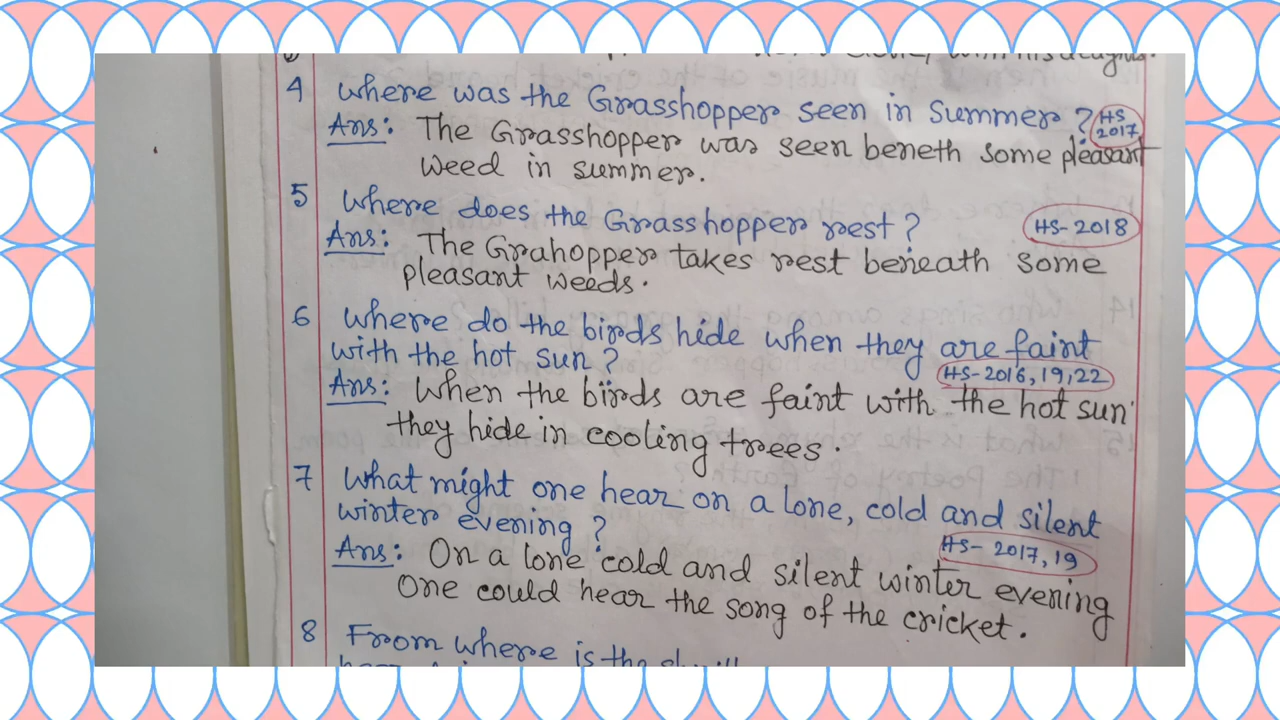 with his delights.
4 Where was the Grasshopper seen in Summer ? HS 2017
Ans: The Grasshopper was seen beneth some pleasant
weed in summer.
5 Where does the Grasshopper rest ? HS-2018
Ans: The Grahopper takes rest beneath some
pleasant weeds.
6 Where do the birds hide when they are faint
with the hot sun ? HS-2016, 19, 22
Ans: When the birds are faint with the hot sun
they hide in cooling trees.
7 What might one hear on a lone, cold and silent
winter evening ? HS- 2017, 19
Ans: On a lone cold and silent winter evening
One could hear the song of the cricket.
8 From where is the